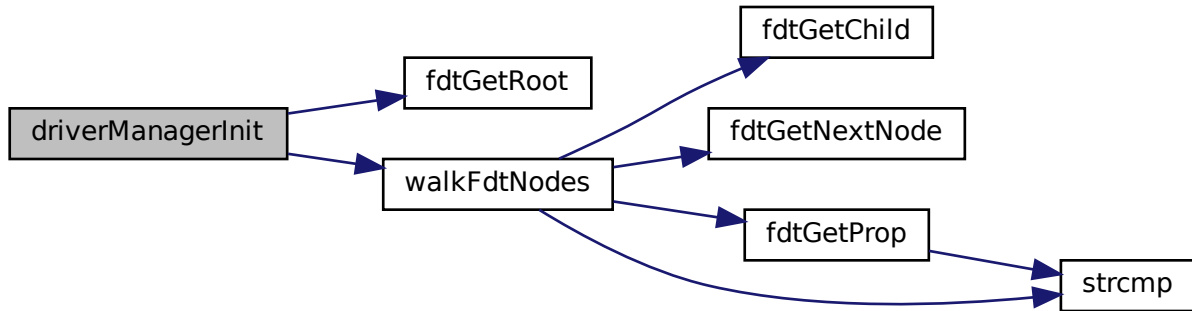 fdtGetChild
fdtGetRoot
driverManagerInit
fdtGetNextNode
walkFdtNodes
fdtGetProp
strcmp